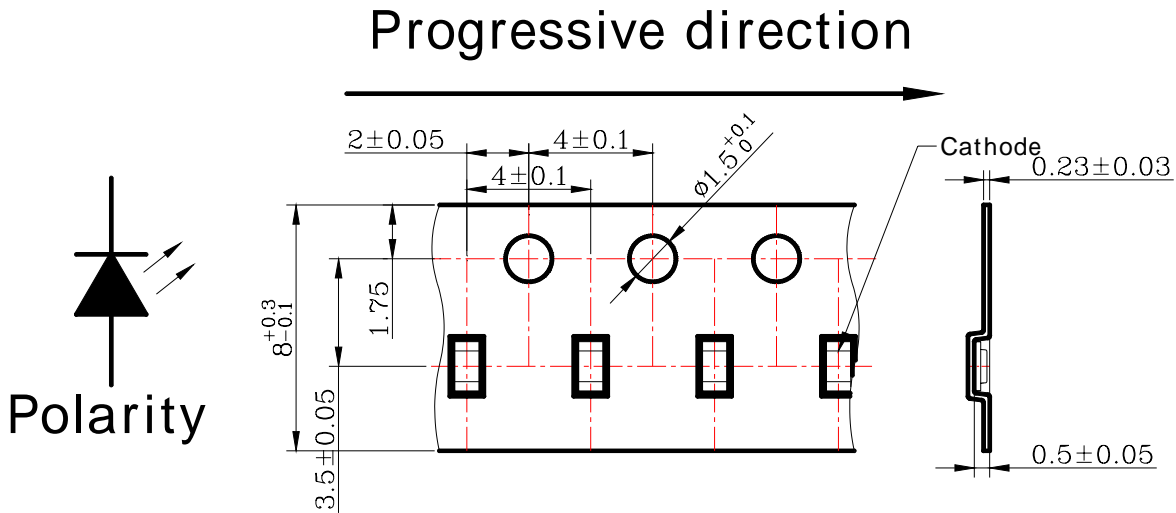 Progressive direction
2±0.05
4±0.1
4±0.1
ø1.5 +0.1 0
Cathode
0.23±0.03
1.75
8 +0.3 -0.1
3.5±0.05
Polarity
0.5±0.05